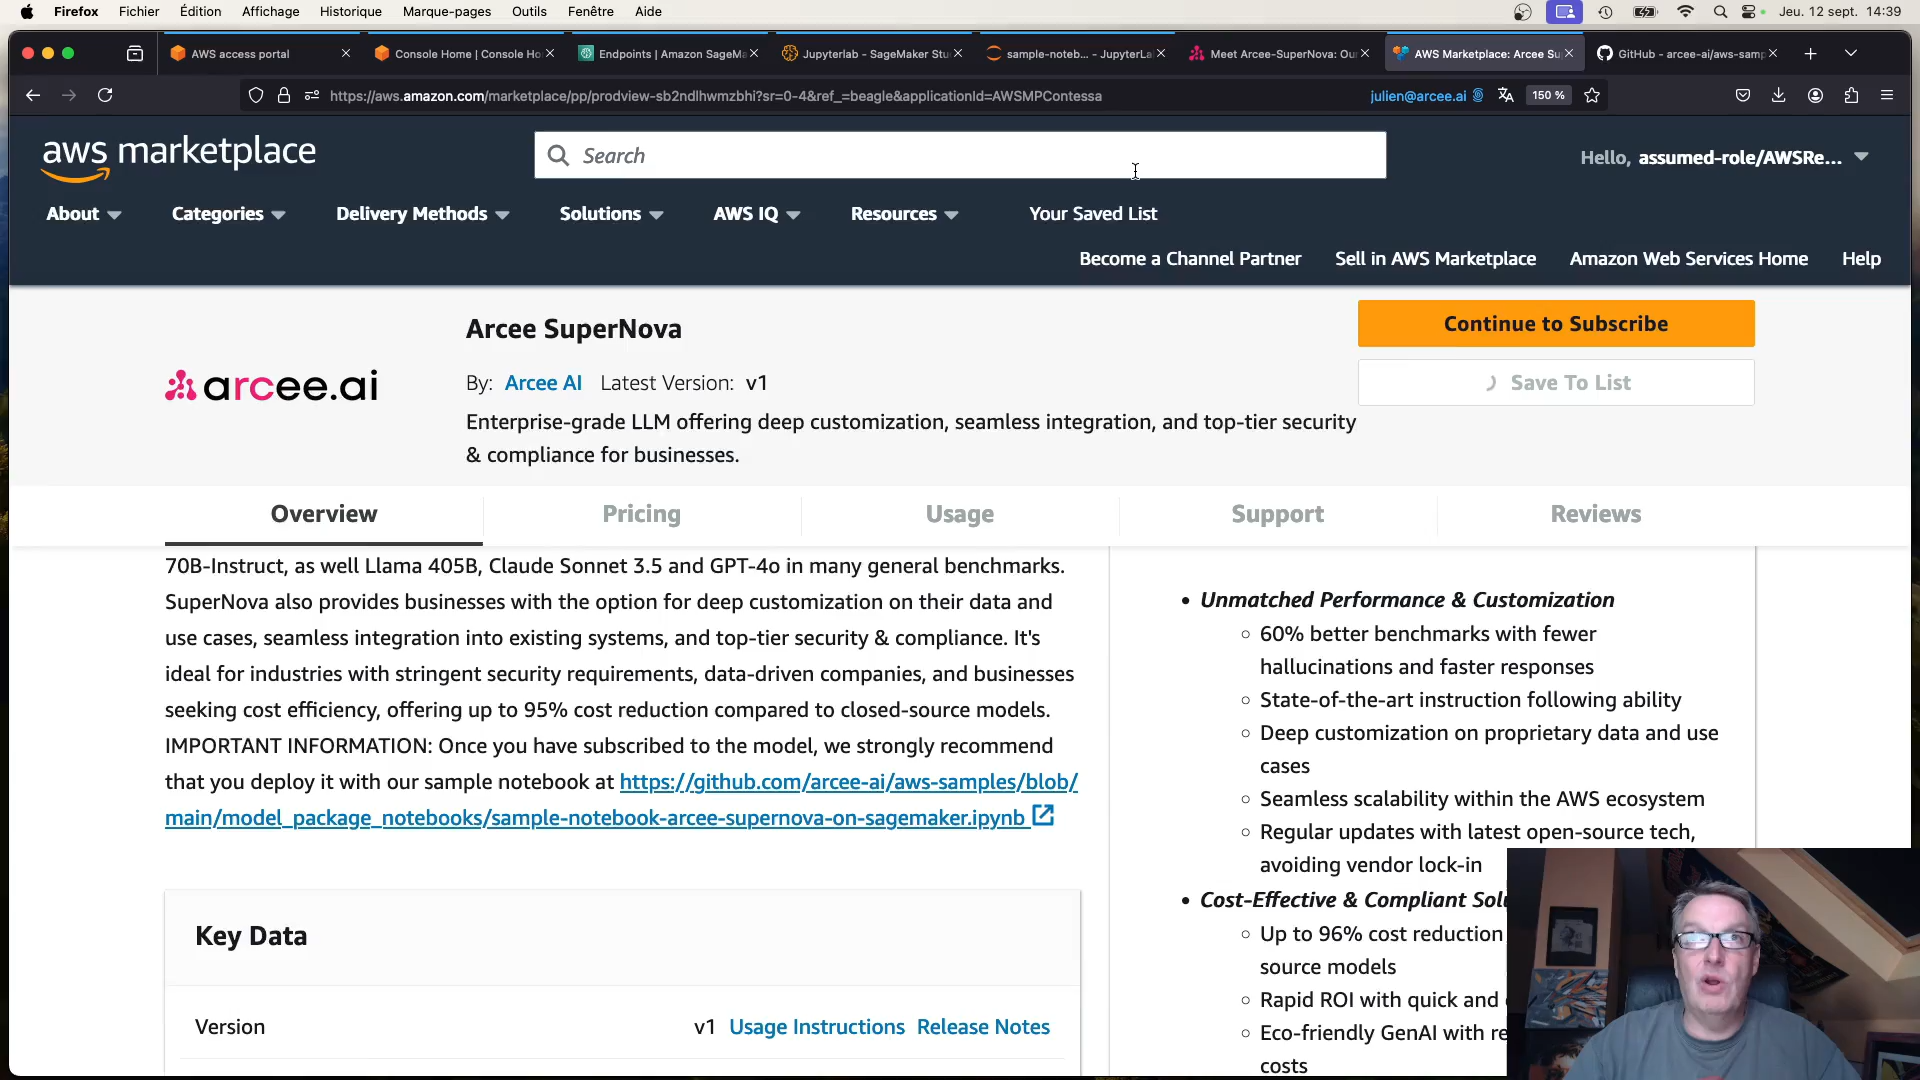 Firefox Fichier Édition Affichage Historique Marque-pages Outils Fenêtre Aide Jeu. 12 sept. 14:39
AWS access portal Console Home | Console Ho Endpoints | Amazon SageMa Jupyterlab - SageMaker Stu sample-noteb... - JupyterLa Meet Arcee-SuperNova: Ou AWS Marketplace: Arcee Su GitHub - arcee-ai/aws-samp
https://aws.amazon.com/marketplace/pp/prodview-sb2ndlhwmzbhi?sr=0-4&ref_=beagle&applicationId=AWSMPContessa julien@arcee.ai 150 %
aws marketplace
Search
Hello, assumed-role/AWSRe...
About Categories Delivery Methods Solutions AWS IQ Resources Your Saved List
Become a Channel Partner Sell in AWS Marketplace Amazon Web Services Home Help
arcee.ai
Arcee SuperNova
By: Arcee AI Latest Version: v1
Enterprise-grade LLM offering deep customization, seamless integration, and top-tier security
& compliance for businesses.
Continue to Subscribe
Save To List
Overview Pricing Usage Support Reviews
70B-Instruct, as well Llama 405B, Claude Sonnet 3.5 and GPT-4o in many general benchmarks.
SuperNova also provides businesses with the option for deep customization on their data and
use cases, seamless integration into existing systems, and top-tier security & compliance. It's
ideal for industries with stringent security requirements, data-driven companies, and businesses
seeking cost efficiency, offering up to 95% cost reduction compared to closed-source models.
IMPORTANT INFORMATION: Once you have subscribed to the model, we strongly recommend
that you deploy it with our sample notebook at https://github.com/arcee-ai/aws-samples/blob/
main/model_package_notebooks/sample-notebook-arcee-supernova-on-sagemaker.ipynb
Key Data
Version v1 Usage Instructions Release Notes
Unmatched Performance & Customization
60% better benchmarks with fewer
hallucinations and faster responses
State-of-the-art instruction following ability
Deep customization on proprietary data and use
cases
Seamless scalability within the AWS ecosystem
Regular updates with latest open-source tech,
avoiding vendor lock-in
Cost-Effective & Compliant
Up to 96% cost reduction
source models
Rapid ROI with quick and
Eco-friendly GenAI with
costs